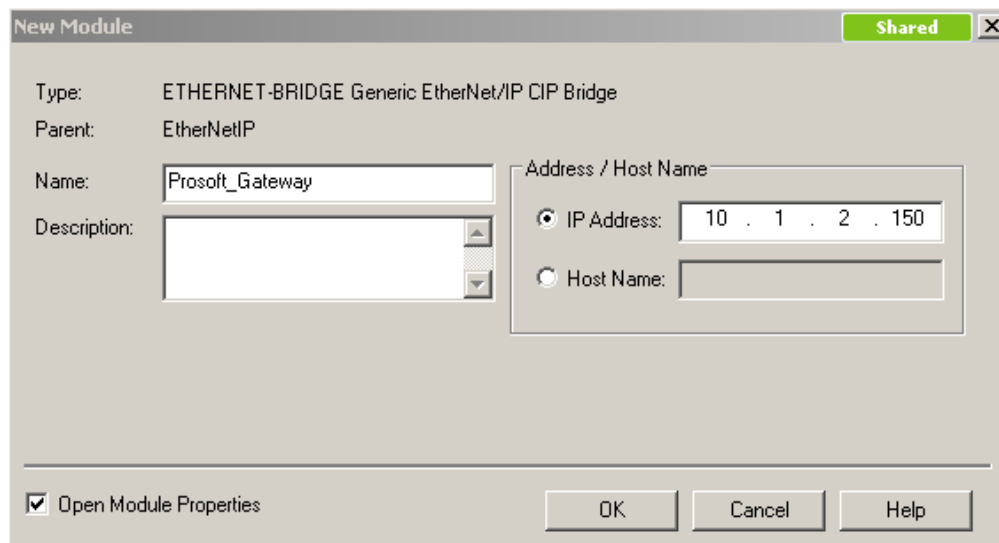 New Module
Shared
Type: ETHERNET-BRIDGE Generic EtherNet/IP CIP Bridge
Parent: EtherNetIP
Name: Prosoft_Gateway
Description:
Address / Host Name
IP Address: 10 . 1 . 2 . 150
Host Name:
Open Module Properties
OK
Cancel
Help